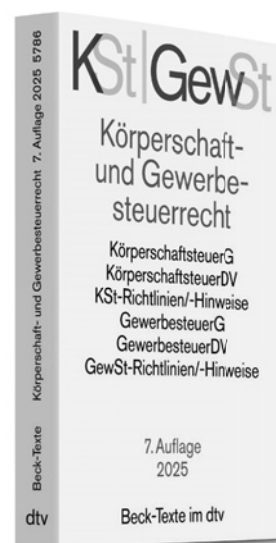 KSt|GewSt
Körperschaft-
und Gewerbe-
steuerrecht
KörperschaftsteuerG
KörperschaftsteuerDV
KSt-Richtlinien/-Hinweise
GewerbesteuerG
GewerbesteuerDV
GewSt-Richtlinien/-Hinweise
7. Auflage
2025
Beck-Texte im dtv
dtv Beck-Texte Körperschaft- und Gewerbesteuerrecht 7. Auflage 2025 5786